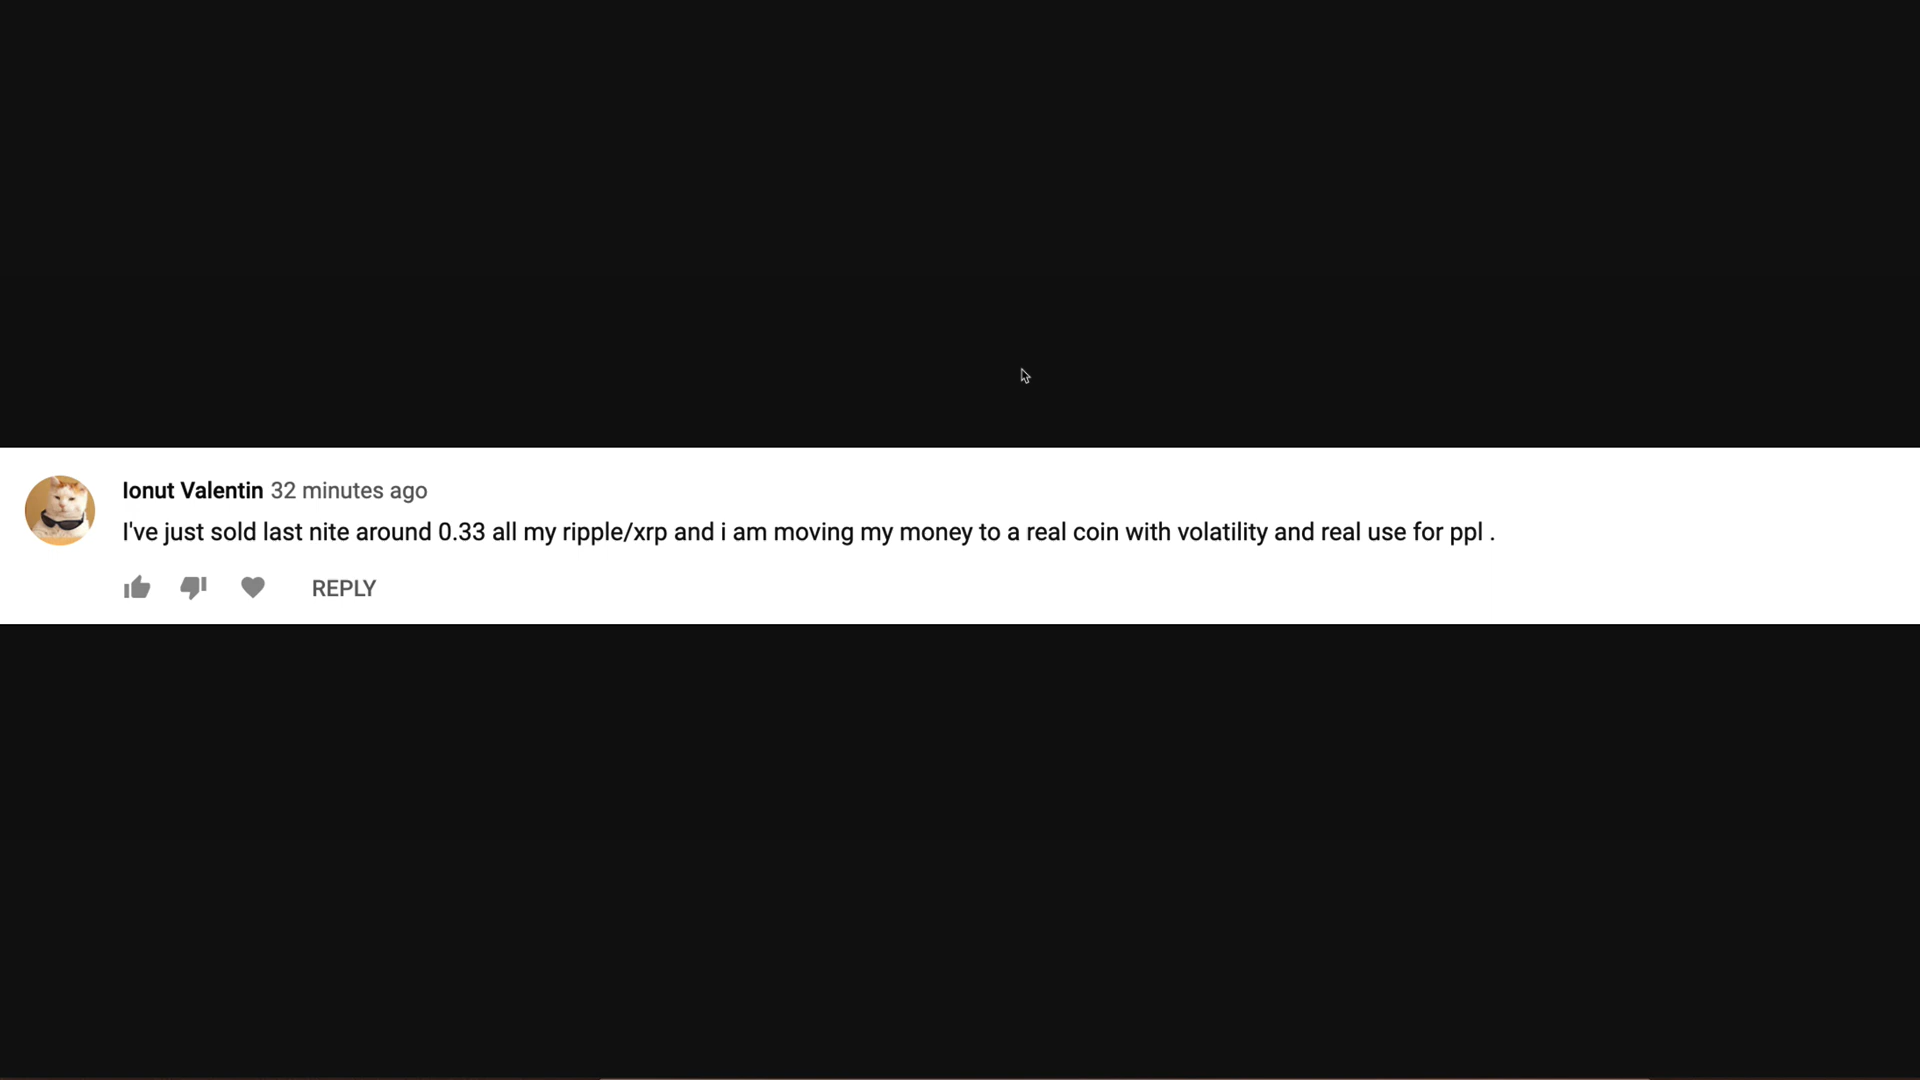 Ionut Valentin 32 minutes ago
I've just sold last nite around 0.33 all my ripple/xrp and i am moving my money to a real coin with volatility and real use for ppl .
REPLY